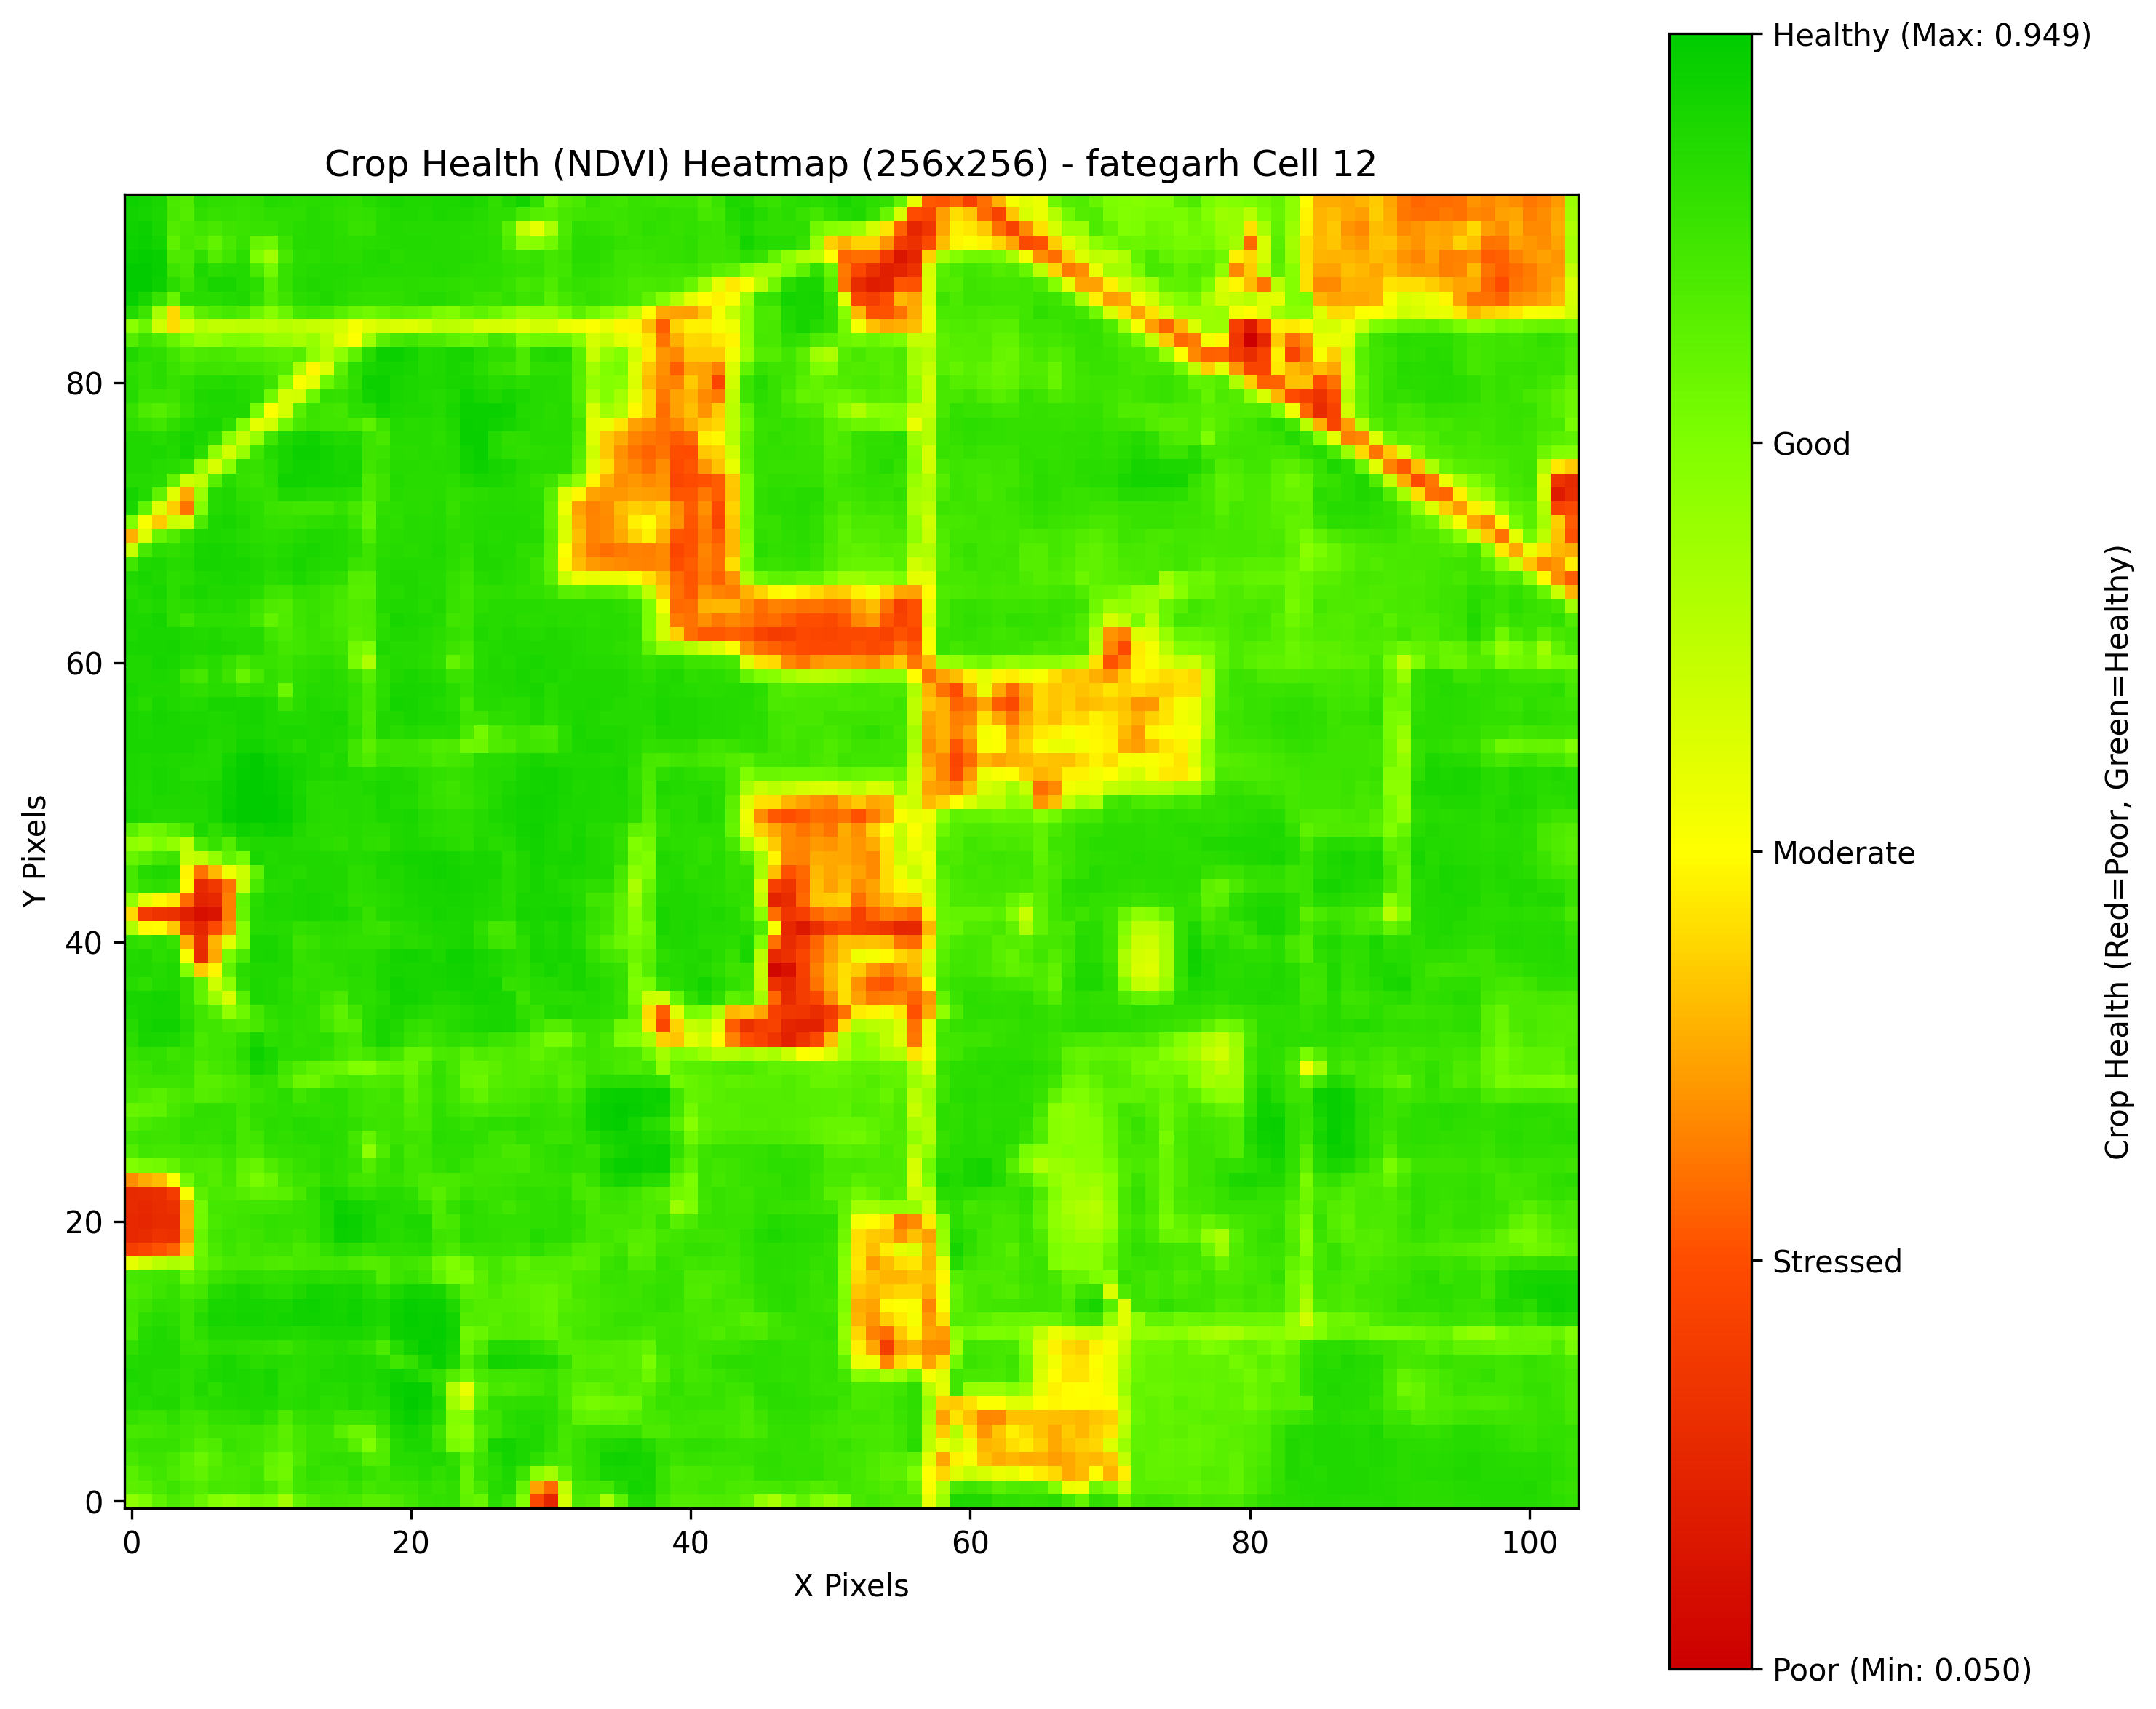 Crop Health (NDVI) Heatmap (256x256) - fategarh Cell 12
Healthy (Max: 0.949)
Good
Moderate
Stressed
Poor (Min: 0.050)
Crop Health (Red=Poor, Green=Healthy)
Y Pixels
80
60
40
20
0
0 20 40 60 80 100
X Pixels